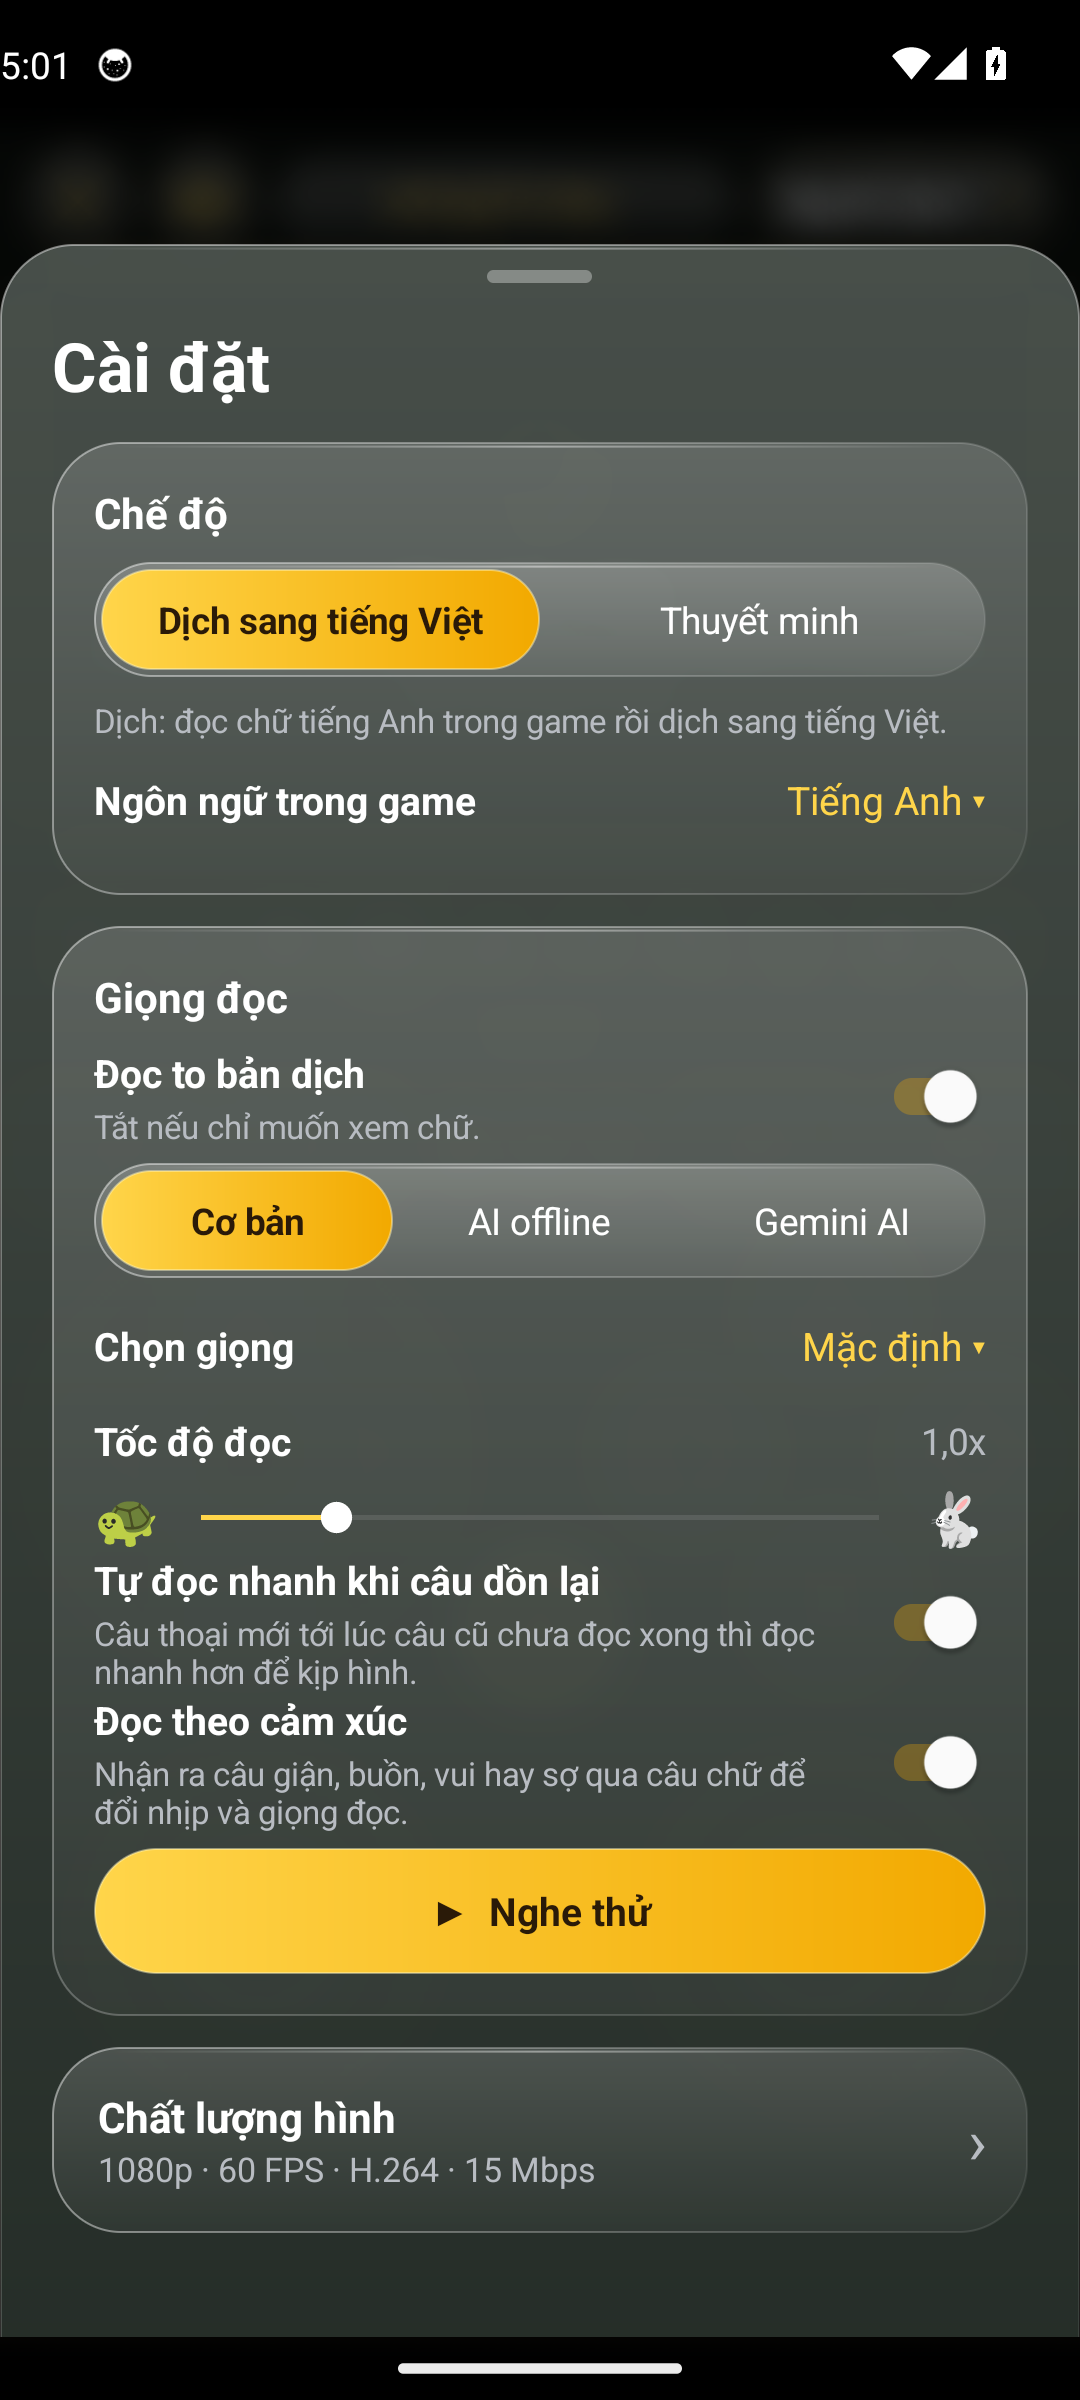 5:01
Cài đặt
Chế độ
Dịch sang tiếng Việt
Thuyết minh
Dịch: đọc chữ tiếng Anh trong game rồi dịch sang tiếng Việt.
Ngôn ngữ trong game
Tiếng Anh ▾
Giọng đọc
Đọc to bản dịch
Tắt nếu chỉ muốn xem chữ.
Cơ bản
AI offline
Gemini AI
Chọn giọng
Mặc định ▾
Tốc độ đọc
1,0x
Tự đọc nhanh khi câu dồn lại
Câu thoại mới tới lúc câu cũ chưa đọc xong thì đọc
nhanh hơn để kịp hình.
Đọc theo cảm xúc
Nhận ra câu giận, buồn, vui hay sợ qua câu chữ để
đổi nhịp và giọng đọc.
▶ Nghe thử
Chất lượng hình
1080p · 60 FPS · H.264 · 15 Mbps